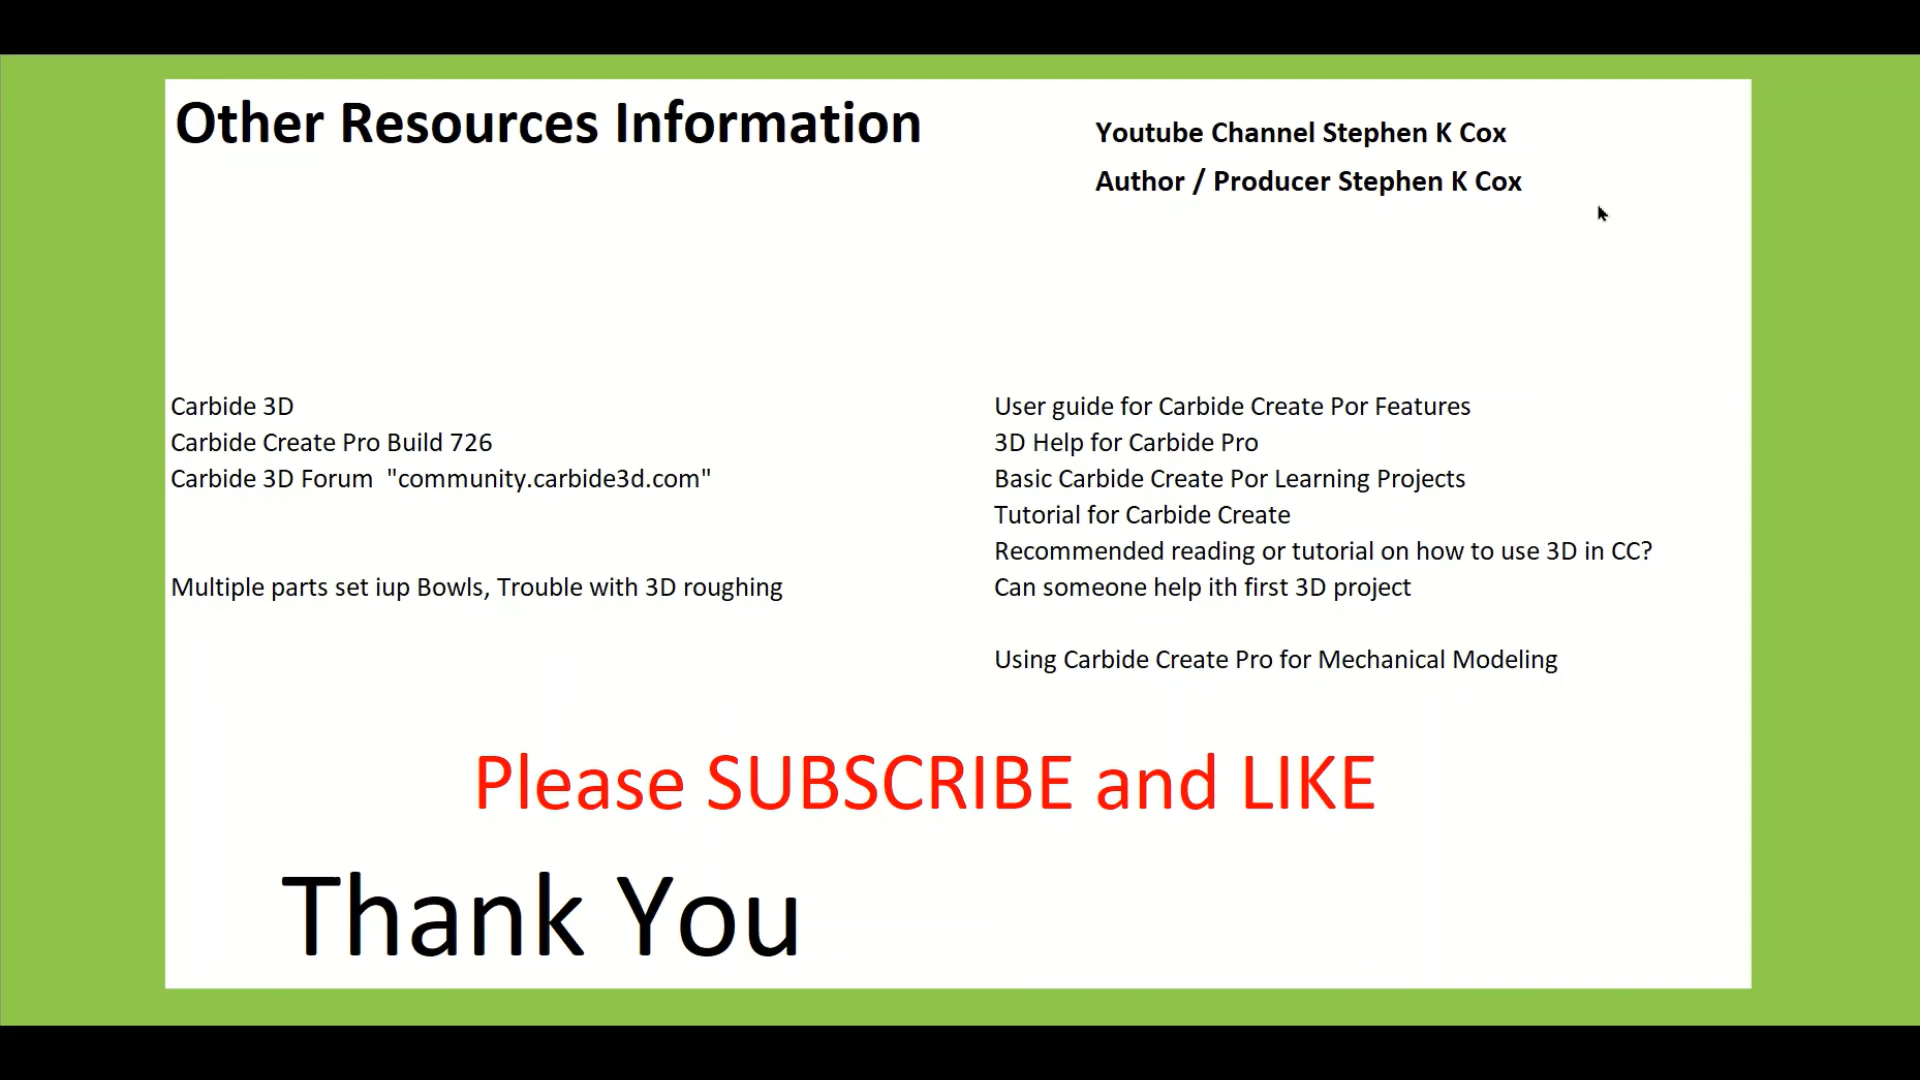 Other Resources Information
Youtube Channel Stephen K Cox
Author / Producer Stephen K Cox
Carbide 3D
Carbide Create Pro Build 726
Carbide 3D Forum "community.carbide3d.com"
Multiple parts set iup Bowls, Trouble with 3D roughing
User guide for Carbide Create Por Features
3D Help for Carbide Pro
Basic Carbide Create Por Learning Projects
Tutorial for Carbide Create
Recommended reading or tutorial on how to use 3D in CC?
Can someone help ith first 3D project
Using Carbide Create Pro for Mechanical Modeling
Please SUBSCRIBE and LIKE
Thank You